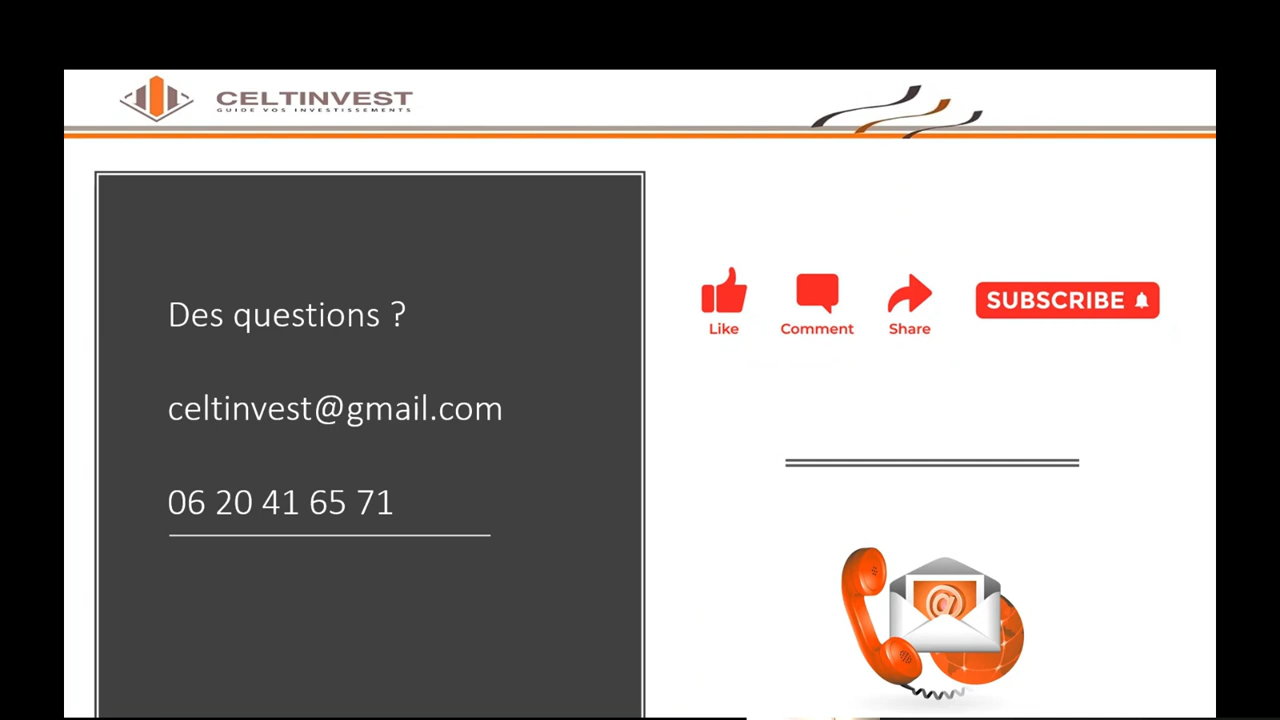 CELTINVEST
GUIDE VOS INVESTISSEMENTS
Des questions ?
celtinvest@gmail.com
06 20 41 65 71
Like
Comment
Share
SUBSCRIBE
@